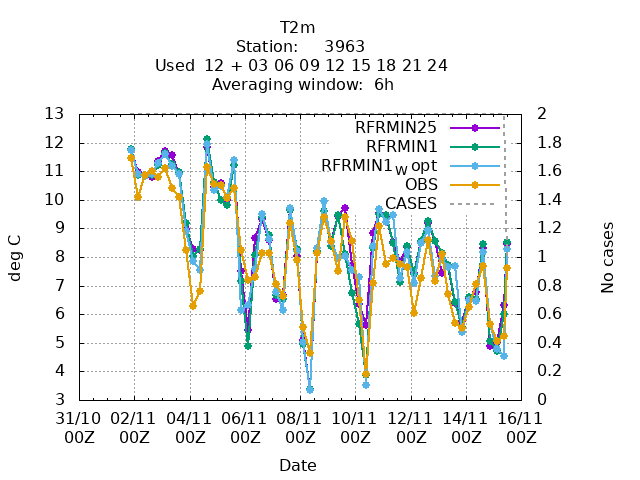 T2m
Station: 3963
Used 12 + 03 06 09 12 15 18 21 24
Averaging window: 6h
13 2
12 1.8
11 1.6
10 1.4
9 1.2
8 1
7 0.8
6 0.6
5 0.4
4 0.2
3 0
RFRMIN25
RFRMIN1
RFRMIN1w opt
OBS
CASES
deg C
No cases
31/10 02/11 04/11 06/11 08/11 10/11 12/11 14/11 16/11
00Z 00Z 00Z 00Z 00Z 00Z 00Z 00Z 00Z
Date